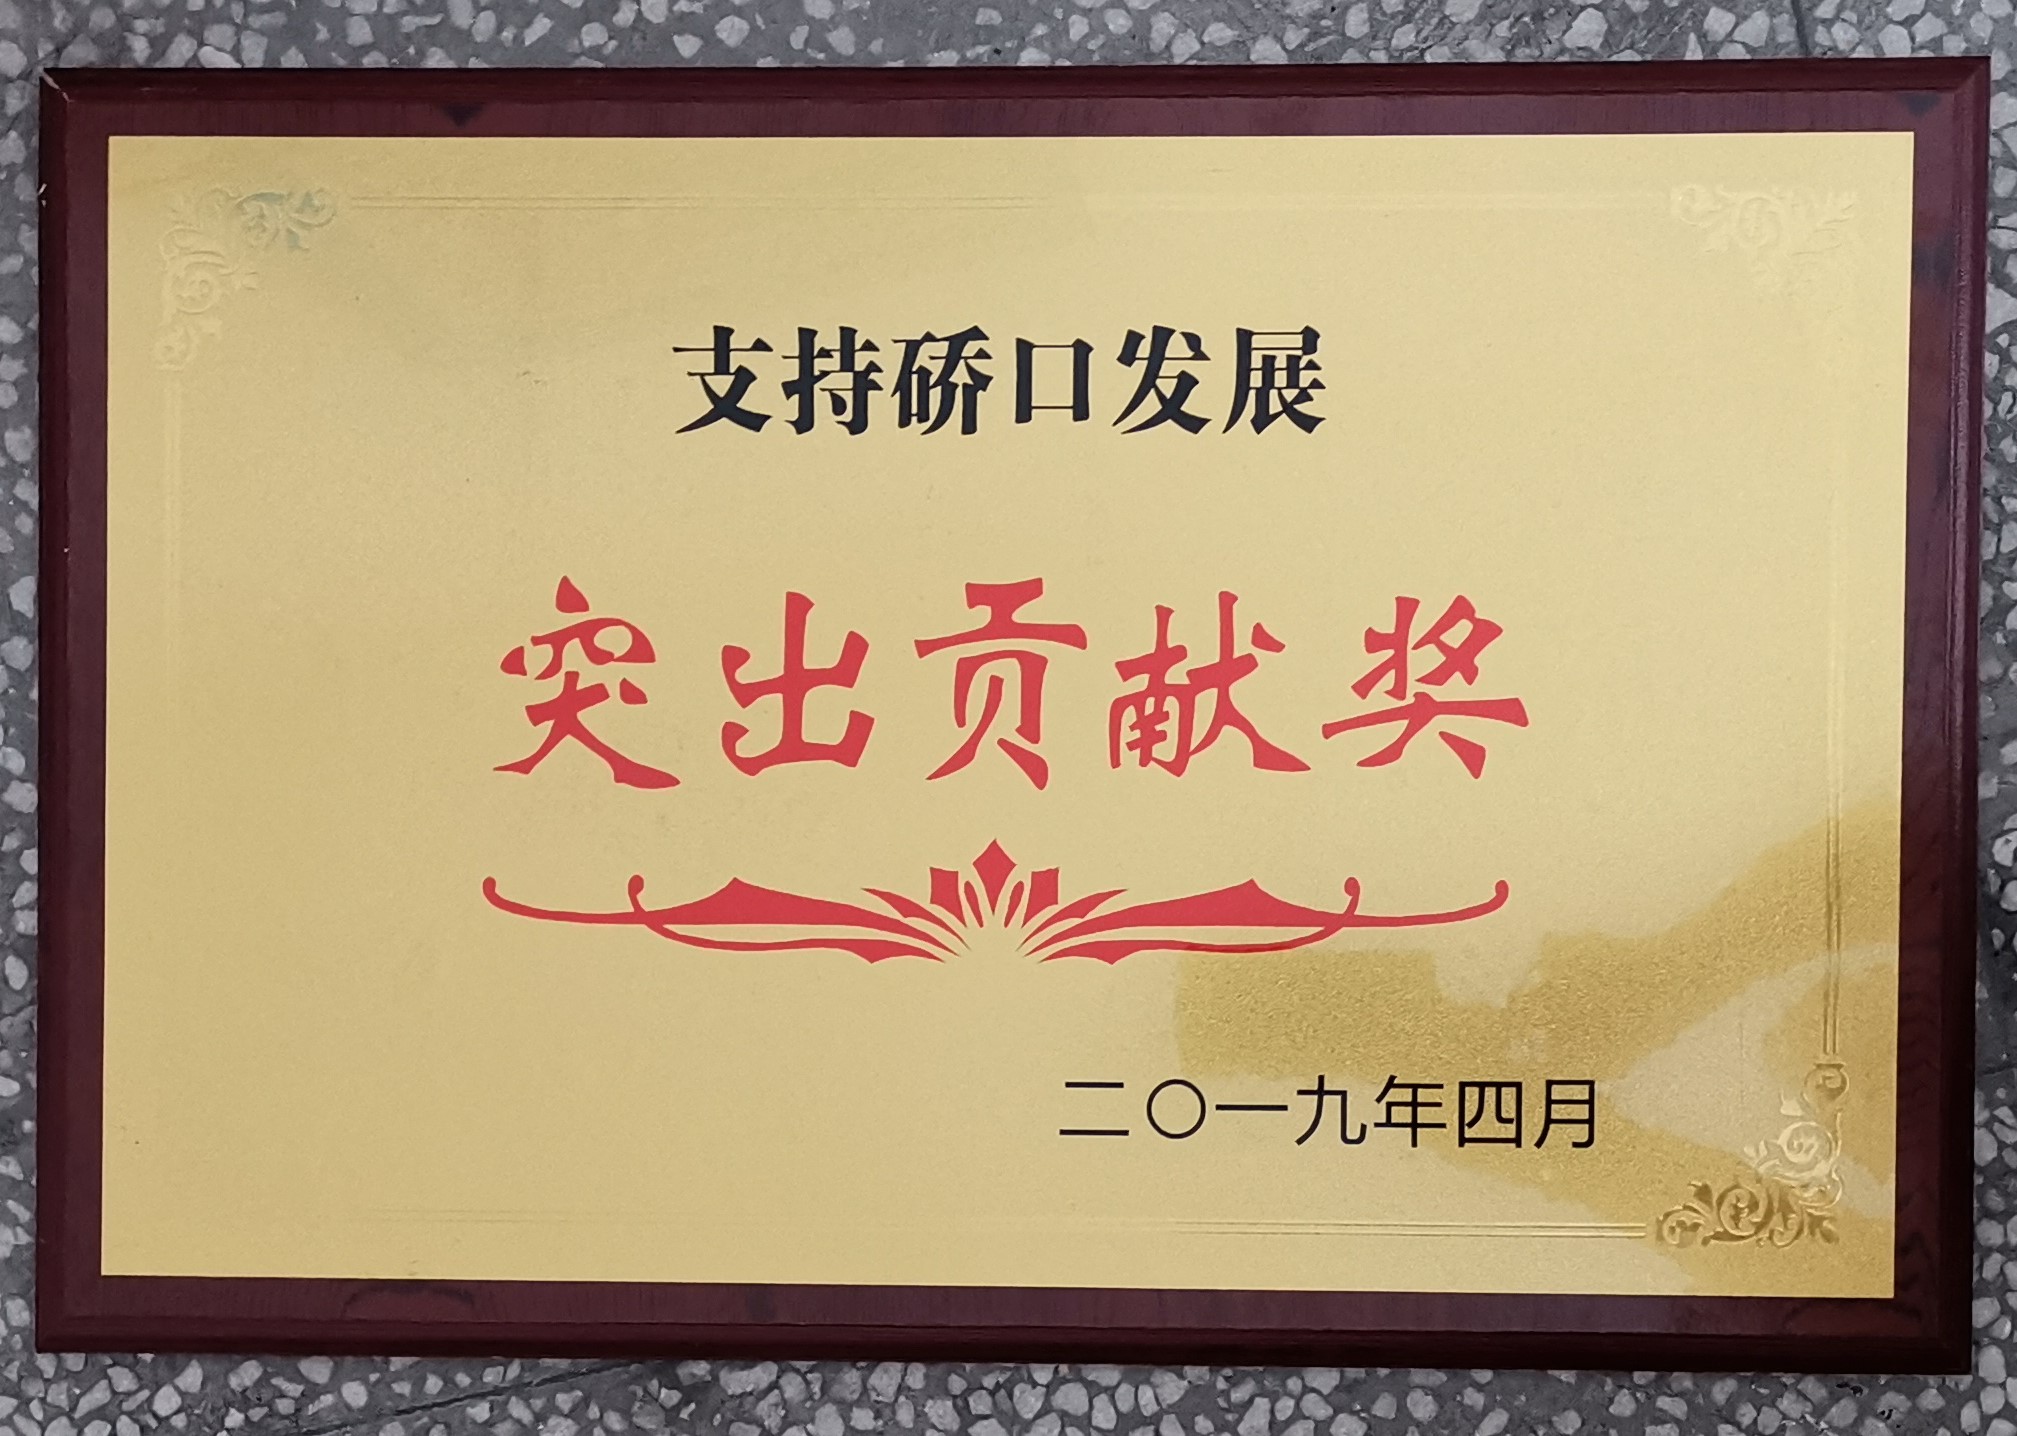 支持硚口发展
突出贡献奖
二〇一九年四月